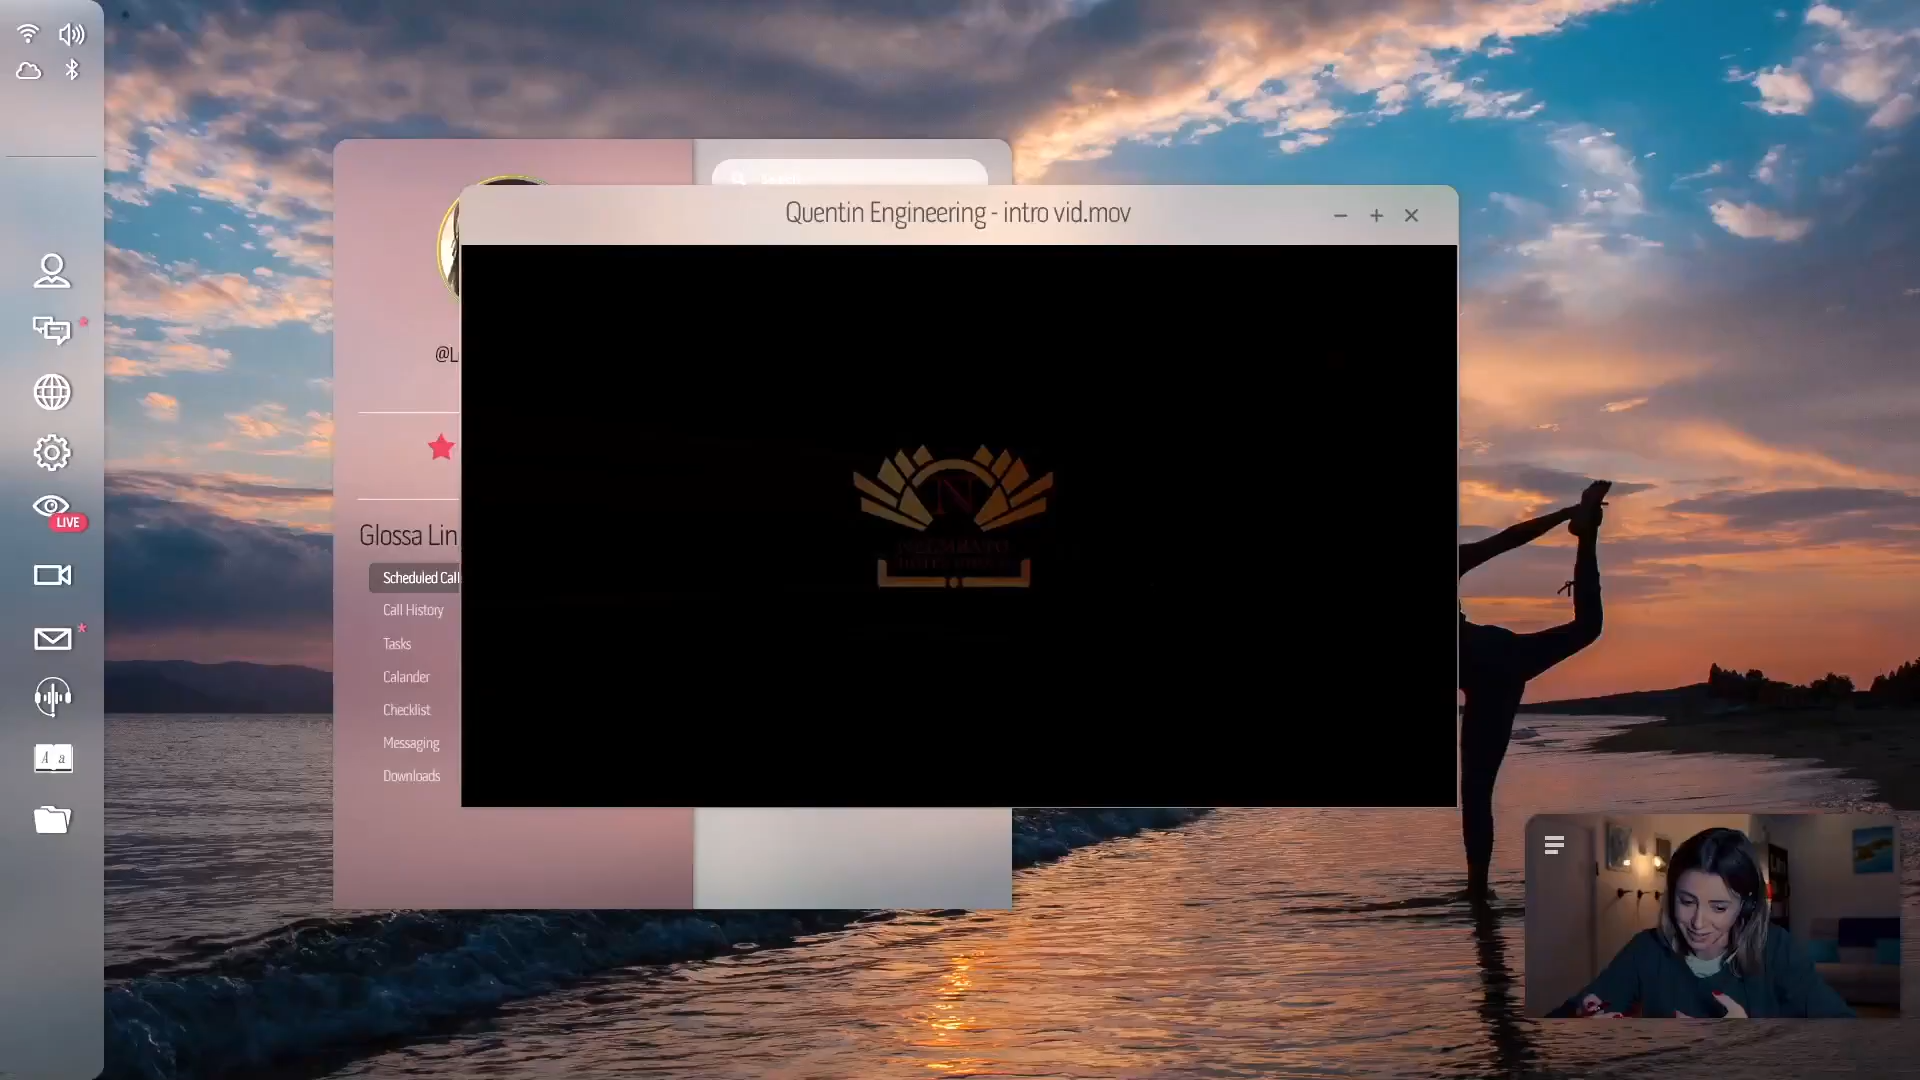 Quentin Engineering - intro vid.mov
@L
Glossa Lin
Scheduled Call
Call History
Tasks
Calander
Checklist
Messaging
Downloads
LIVE
A a
N